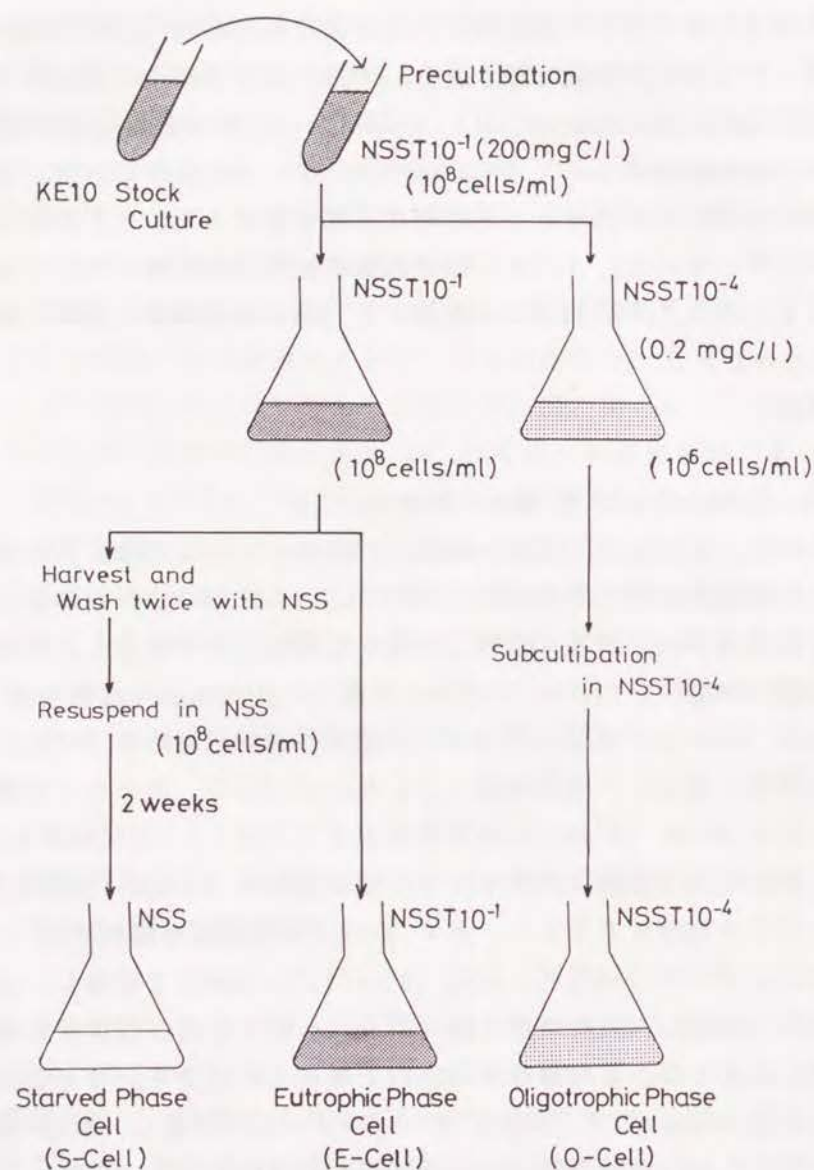 Precultibation
NSST10⁻¹ (200mgC/l)
(10⁸cells/ml)
KE10 Stock
Culture
NSST10⁻¹
NSST10⁻⁴
(0.2 mgC/l)
(10⁸cells/ml)
(10⁶cells/ml)
Harvest and
Wash twice with NSS
Subcultibation
in NSST10⁻⁴
Resuspend in NSS
(10⁸cells/ml)
2 weeks
NSS
NSST10⁻¹
NSST10⁻⁴
Starved Phase
Cell
(S-Cell)
Eutrophic Phase
Cell
(E-Cell)
Oligotrophic Phase
Cell
(O-Cell)